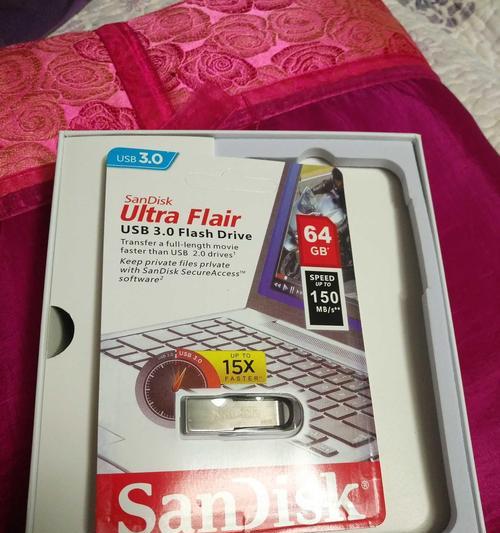 USB 3.0
SanDisk
Ultra Flair
USB 3.0 Flash Drive
Transfer a full-length movie
faster than USB 2.0 drives¹
Keep private files private
with SanDisk SecureAccess™
software²
64
GB*
SPEED
UP TO
150
MB/s**
USB 3.0
UP TO
15X
FASTER
SanDisk®